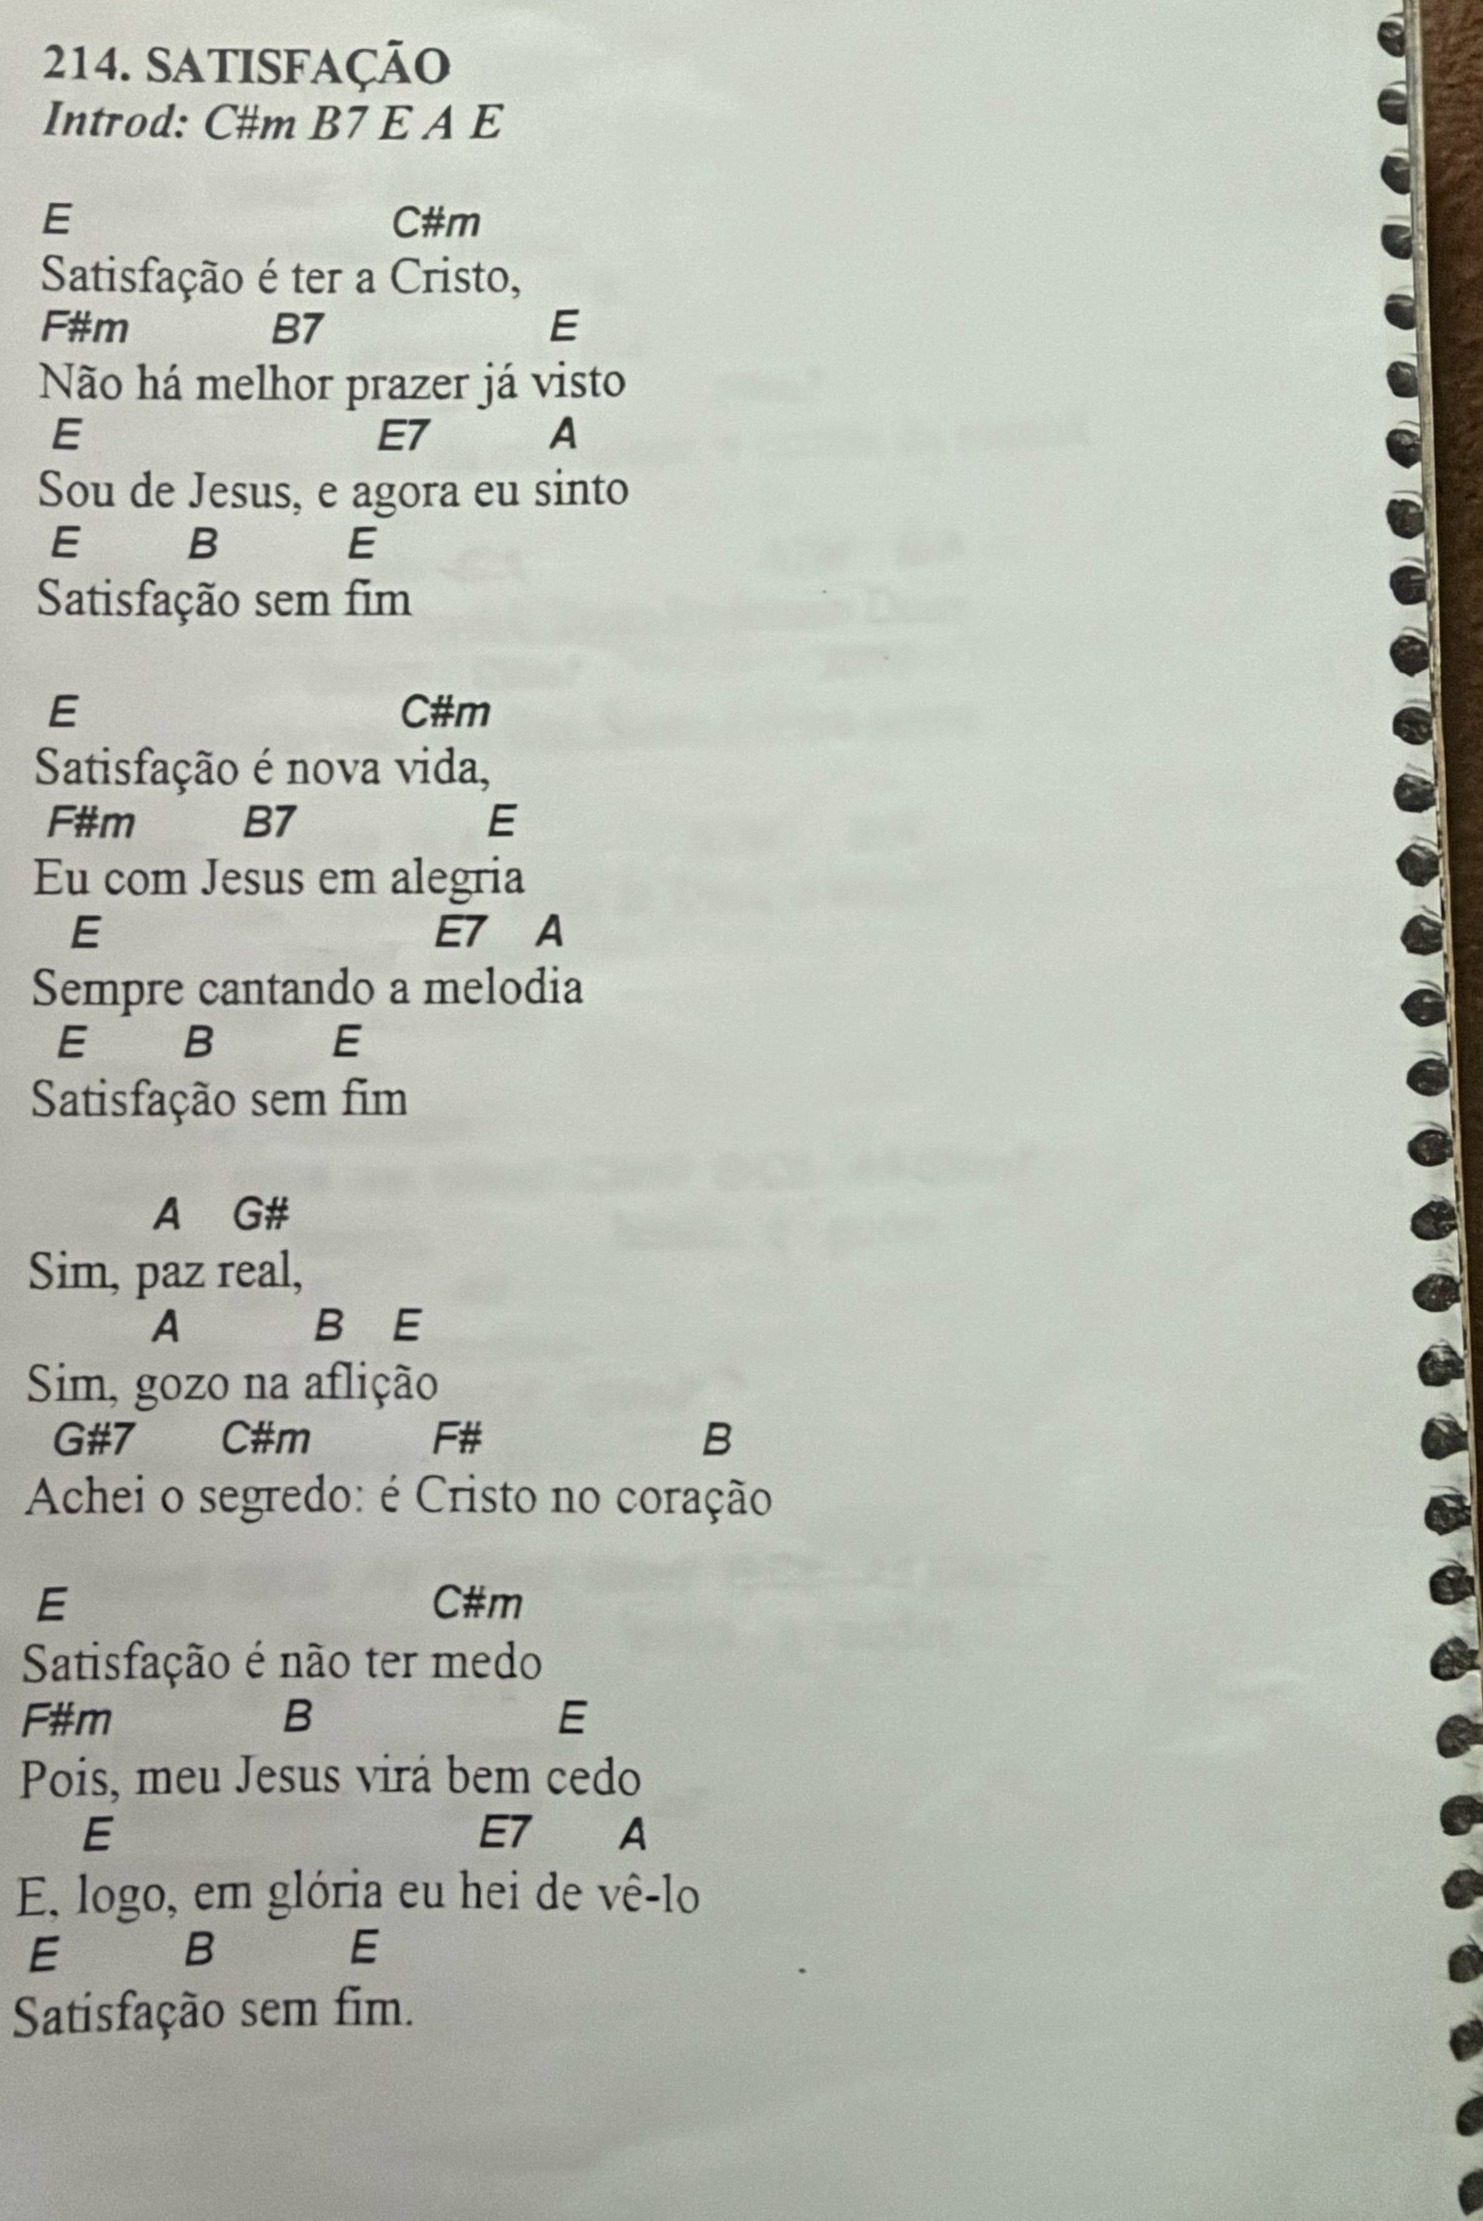 214. SATISFAÇÃO
Introd: C#m B7 E A E
E C#m
Satisfação é ter a Cristo,
F#m B7 E
Não há melhor prazer já visto
E E7 A
Sou de Jesus, e agora eu sinto
E B E
Satisfação sem fim
E C#m
Satisfação é nova vida,
F#m B7 E
Eu com Jesus em alegria
E E7 A
Sempre cantando a melodia
E B E
Satisfação sem fim
A G#
Sim, paz real,
A B E
Sim, gozo na aflição
G#7 C#m F# B
Achei o segredo: é Cristo no coração
E C#m
Satisfação é não ter medo
F#m B E
Pois, meu Jesus virá bem cedo
E E7 A
E, logo, em glória eu hei de vê-lo
E B E
Satisfação sem fim.